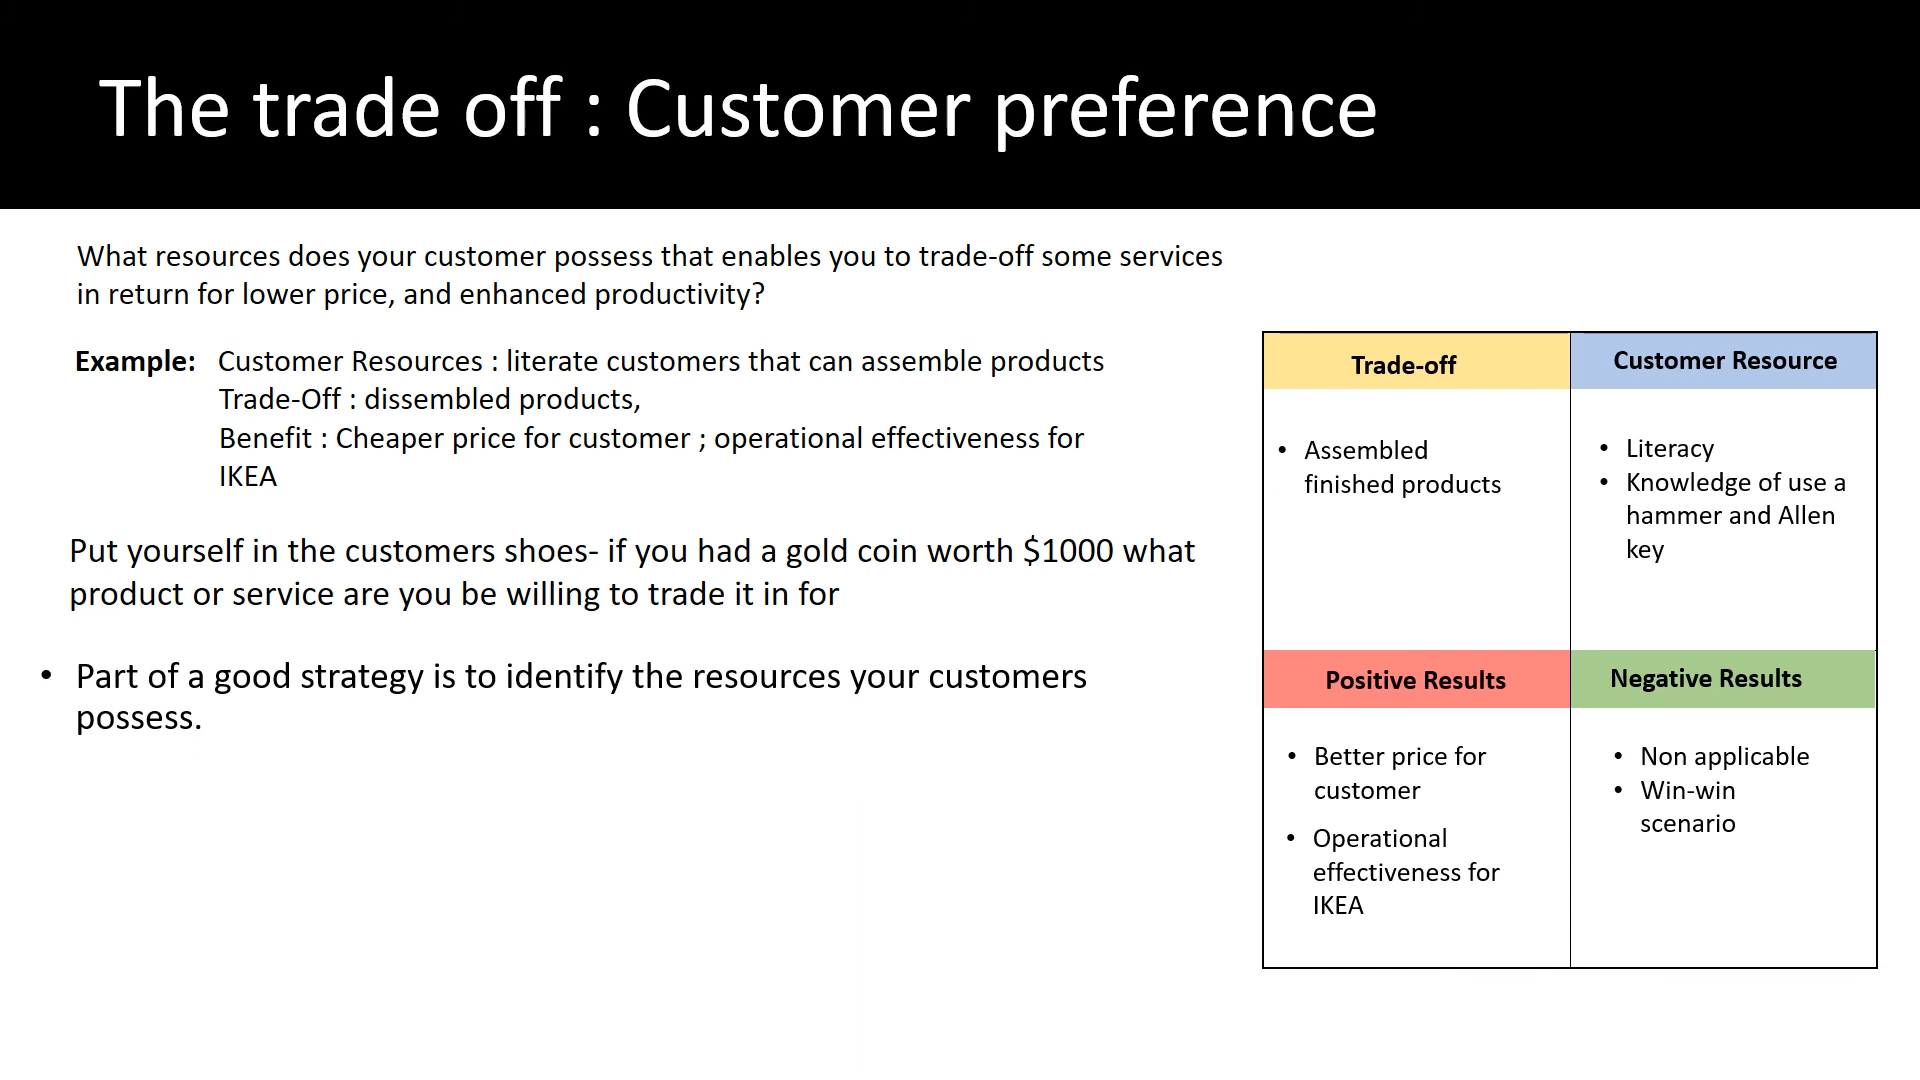 The trade off : Customer preference
What resources does your customer possess that enables you to trade-off some services
in return for lower price, and enhanced productivity?
Example: Customer Resources : literate customers that can assemble products
Trade-Off : dissembled products,
Benefit : Cheaper price for customer ; operational effectiveness for
IKEA
Put yourself in the customers shoes- if you had a gold coin worth $1000 what
product or service are you be willing to trade it in for
• Part of a good strategy is to identify the resources your customers
possess.
Trade-off
• Assembled
finished products
Customer Resource
• Literacy
• Knowledge of use a
hammer and Allen
key
Positive Results
• Better price for
customer
• Operational
effectiveness for
IKEA
Negative Results
• Non applicable
• Win-win
scenario